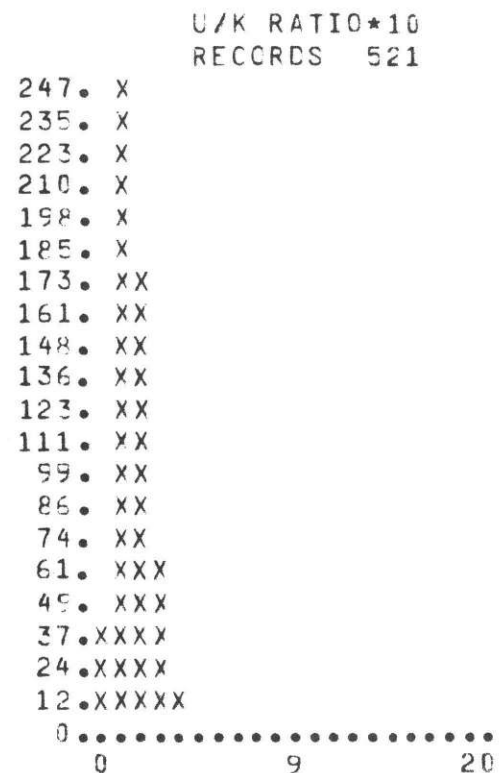 U/K RATIO*10
RECORDS 521
247. X
235. X
223. X
210. X
198. X
185. X
173. XX
161. XX
148. XX
136. XX
123. XX
111. XX
99. XX
86. XX
74. XX
61. XXX
49. XXX
37.XXXX
24.XXXX
12.XXXXX
0......................
0 9 20